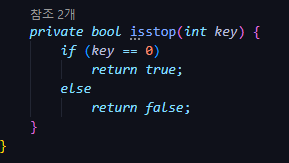 참조 2개
private bool isstop(int key) {
    if (key == 0)
        return true;
    else
        return false;
    }
}